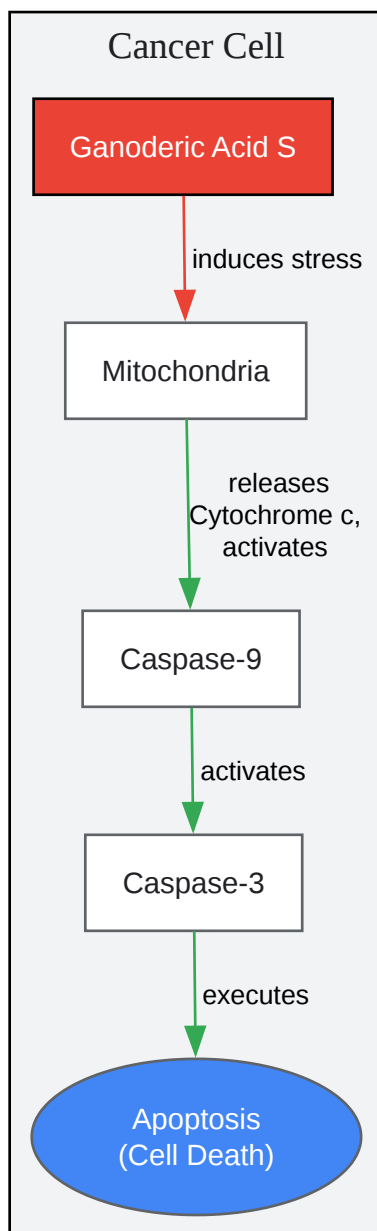 Cancer Cell
Ganoderic Acid S
induces stress
Mitochondria
releases
Cytochrome c,
activates
Caspase-9
activates
Caspase-3
executes
Apoptosis
(Cell Death)